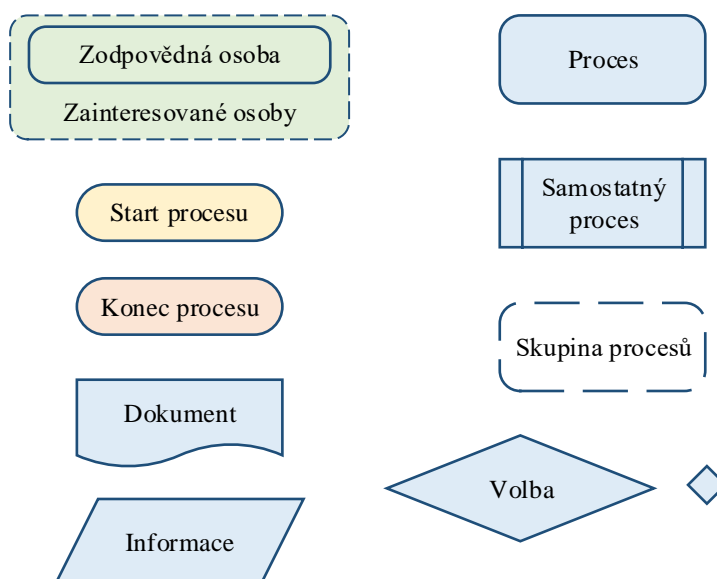 Zodpovědná osoba
Zainteresované osoby
Start procesu
Konec procesu
Dokument
Informace
Proces
Samostatný
proces
Skupina procesů
Volba